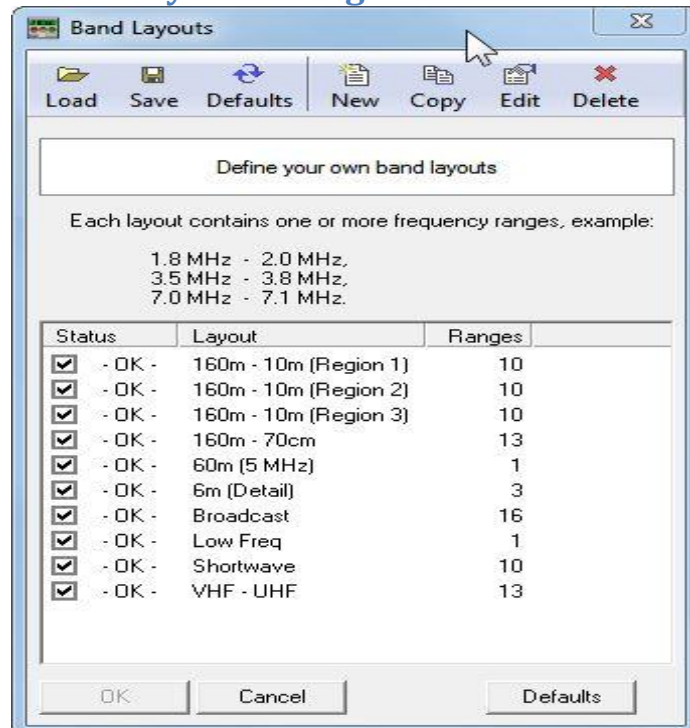 Band Layouts
Load Save Defaults New Copy Edit Delete
Define your own band layouts
Each layout contains one or more frequency ranges, example:
1.8 MHz - 2.0 MHz,
3.5 MHz - 3.8 MHz,
7.0 MHz - 7.1 MHz.
Status Layout Ranges
- OK - 160m - 10m (Region 1) 10
- OK - 160m - 10m (Region 2) 10
- OK - 160m - 10m (Region 3) 10
- OK - 160m - 70cm 13
- OK - 60m (5 MHz) 1
- OK - 6m (Detail) 3
- OK - Broadcast 16
- OK - Low Freq 1
- OK - Shortwave 10
- OK - VHF - UHF 13
OK Cancel Defaults